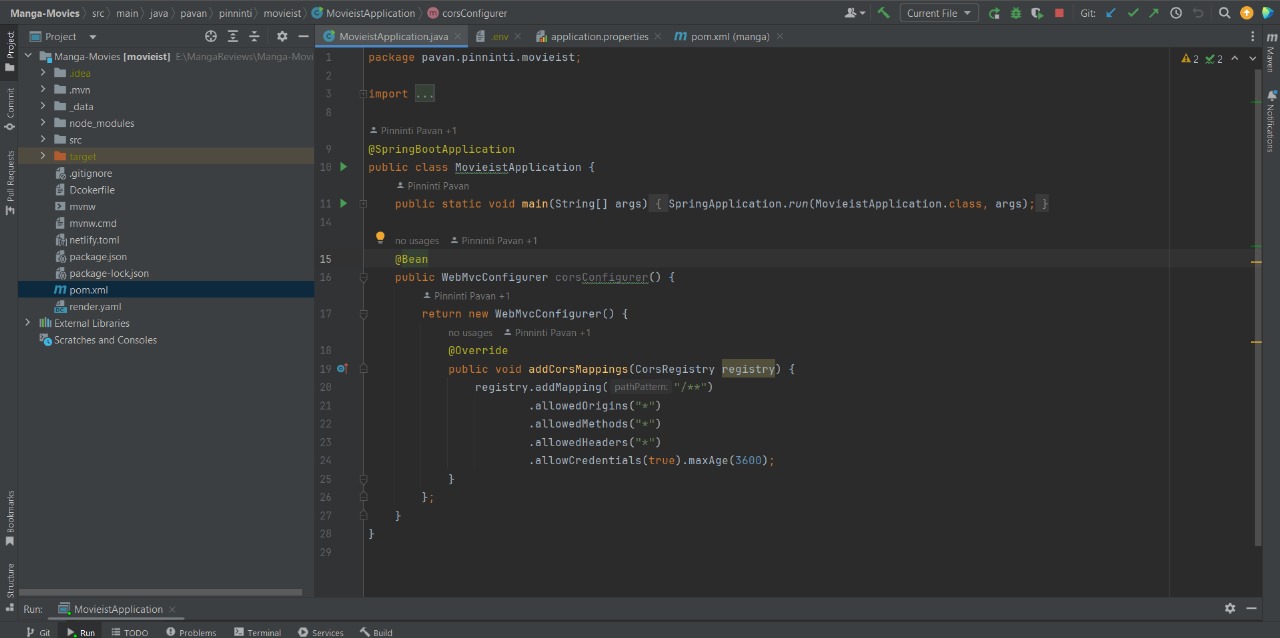 Manga-Movies src main java pavan pinninti movieist MovieistApplication corsConfigurer Current File Git:
Project MovieistApplication.java .env application.properties pom.xml (manga)
Project
Commit
Pull Requests
Bookmarks
Structure
Manga-Movies [movieist] E:\MangaReviews\Manga-Movi
.idea
.mvn
_data
node_modules
src
target
.gitignore
Dcokerfile
mvnw
mvnw.cmd
netlify.toml
package.json
package-lock.json
pom.xml
render.yaml
External Libraries
Scratches and Consoles
1 package pavan.pinninti.movieist; 2 2
2
3 import ...
8
Pinninti Pavan +1
9 @SpringBootApplication
10 public class MovieistApplication {
Pinninti Pavan
11 public static void main(String[] args) { SpringApplication.run(MovieistApplication.class, args); }
14
no usages Pinninti Pavan +1
15 @Bean
16 public WebMvcConfigurer corsConfigurer() {
Pinninti Pavan +1
17 return new WebMvcConfigurer() {
no usages Pinninti Pavan +1
18 @Override
19 public void addCorsMappings(CorsRegistry registry) {
20 registry.addMapping( pathPattern: "/**")
21 .allowedOrigins("*")
22 .allowedMethods("*")
23 .allowedHeaders("*")
24 .allowCredentials(true).maxAge(3600);
25 }
26 };
27 }
28 }
29
Maven
Notifications
Run: MovieistApplication
Git Run TODO Problems Terminal Services Build